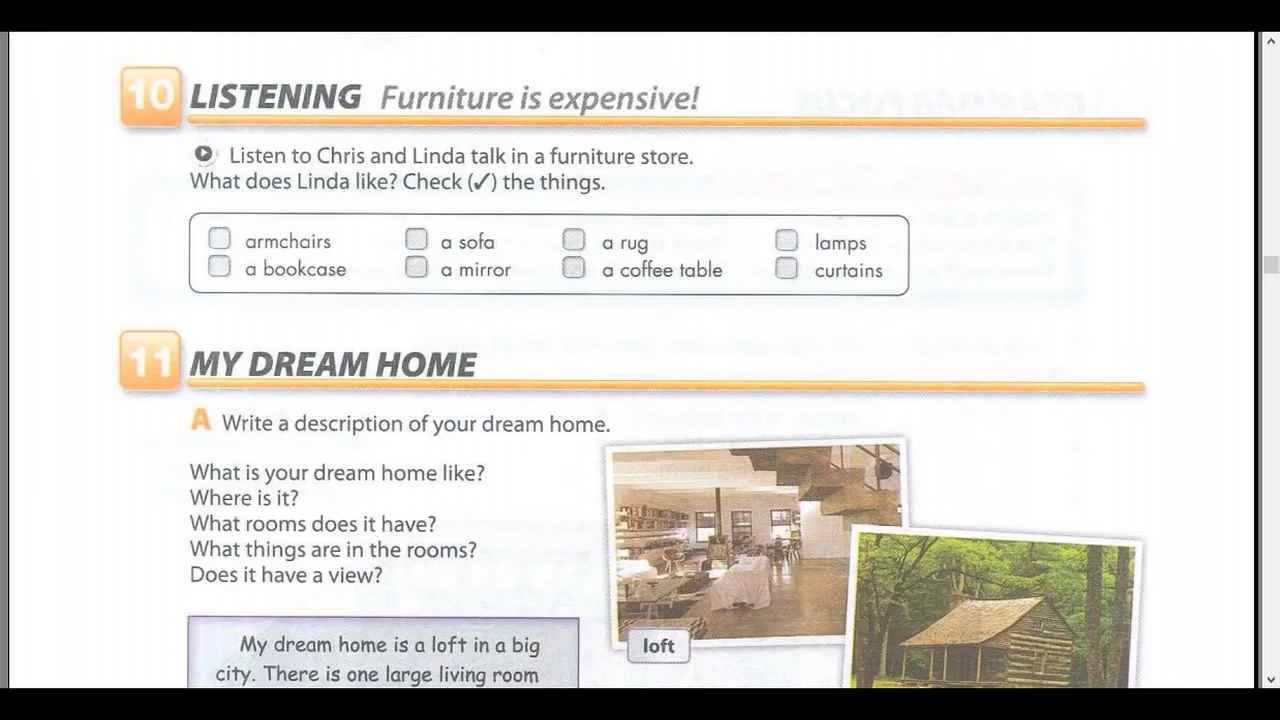 10 LISTENING Furniture is expensive!
Listen to Chris and Linda talk in a furniture store.
What does Linda like? Check (✓) the things.
armchairs a sofa a rug lamps
a bookcase a mirror a coffee table curtains
11 MY DREAM HOME
A Write a description of your dream home.
What is your dream home like?
Where is it?
What rooms does it have?
What things are in the rooms?
Does it have a view?
My dream home is a loft in a big
city. There is one large living room
loft